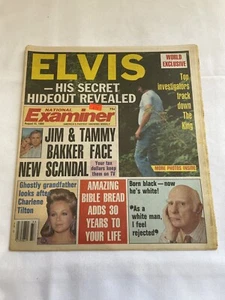 ELVIS
— HIS SECRET
HIDEOUT REVEALED
WORLD
EXCLUSIVE
Top
investigators
track down
The
King
NATIONAL
Examiner
JIM & TAMMY
BAKKER FACE
NEW SCANDAL
Your tax
dollars keep
them on TV
MORE PHOTOS INSIDE
Ghostly grandfather
looks after
Charlene
Tilton
AMAZING
BIBLE BREAD
ADDS 30
YEARS TO
YOUR LIFE
Born black—now
he's white!
"As a
white man,
I feel
rejected"